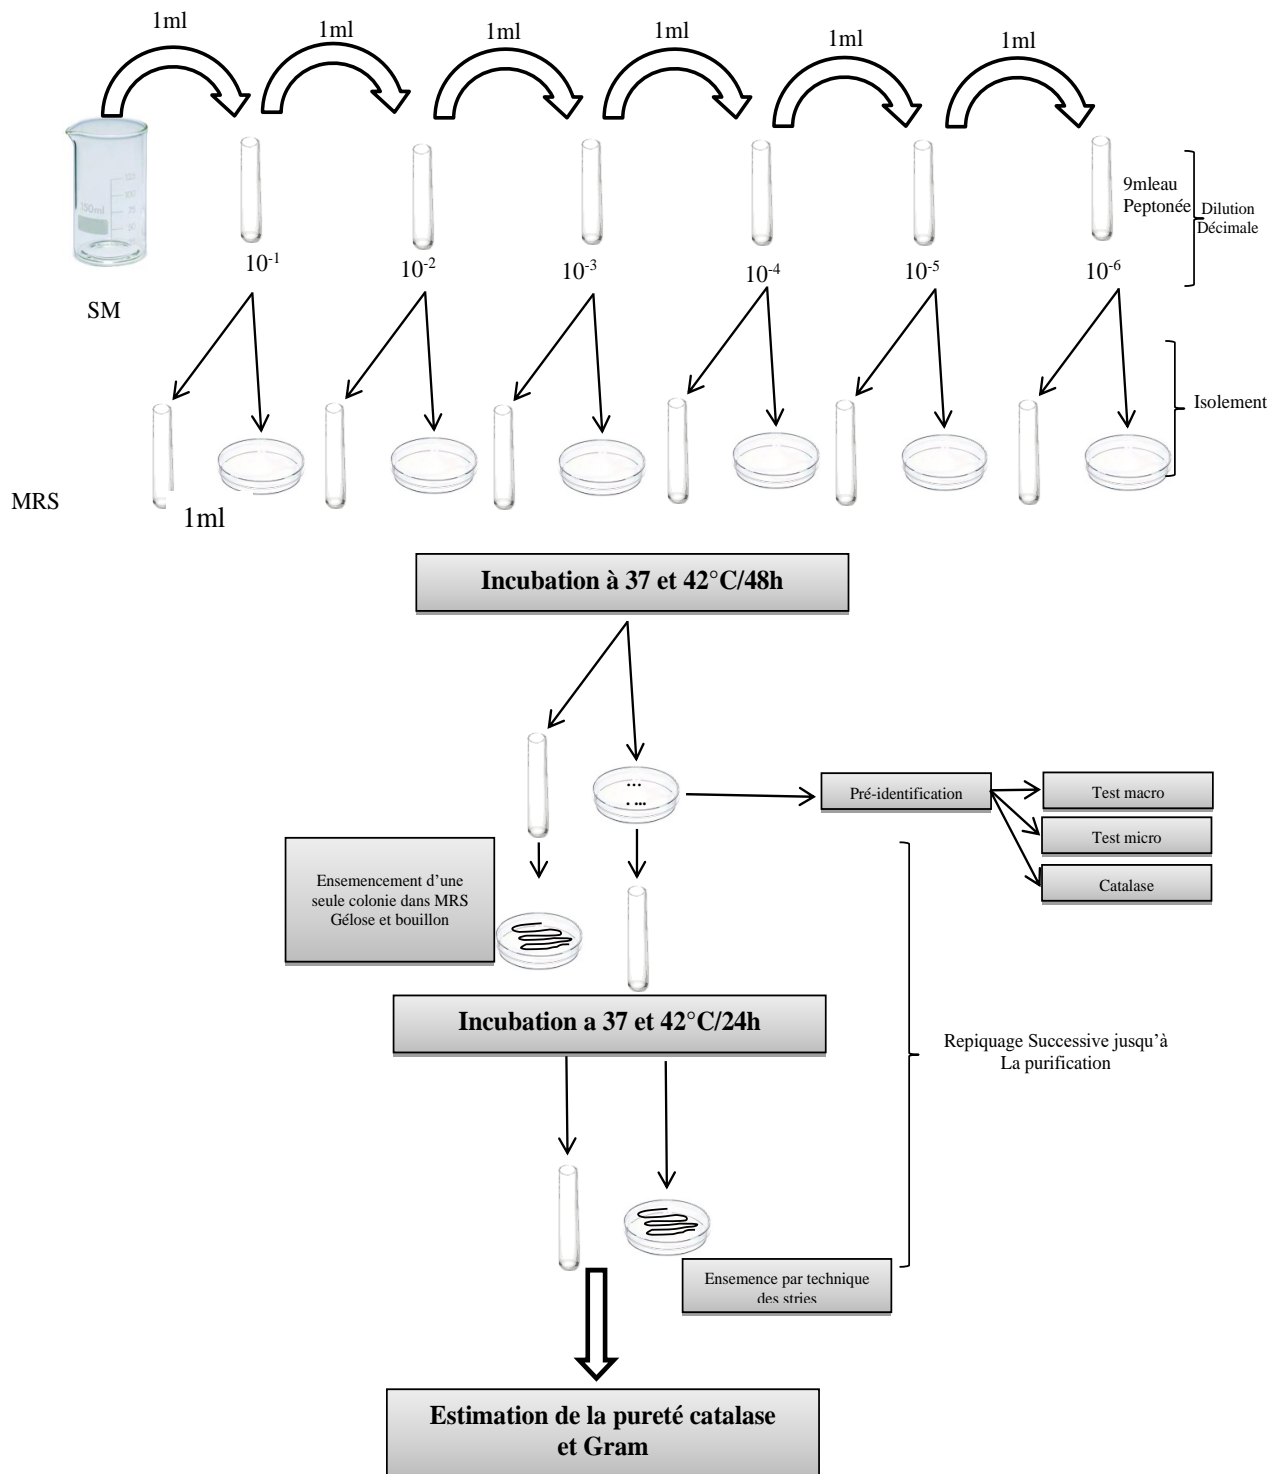 1ml
1ml
1ml
1ml
1ml
1ml
9mleau
Peptonée
Dilution
Décimale
10-1
10-2
10-3
10-4
10-5
10-6
SM
Isolement
MRS
1ml
Incubation à 37 et 42°C/48h
Pré-identification
Test macro
Test micro
Catalase
Ensemencement d'une
seule colonie dans MRS
Gélose et bouillon
Incubation a 37 et 42°C/24h
Repiquage Successive jusqu'à
La purification
Ensemence par technique
des stries
Estimation de la pureté catalase
et Gram